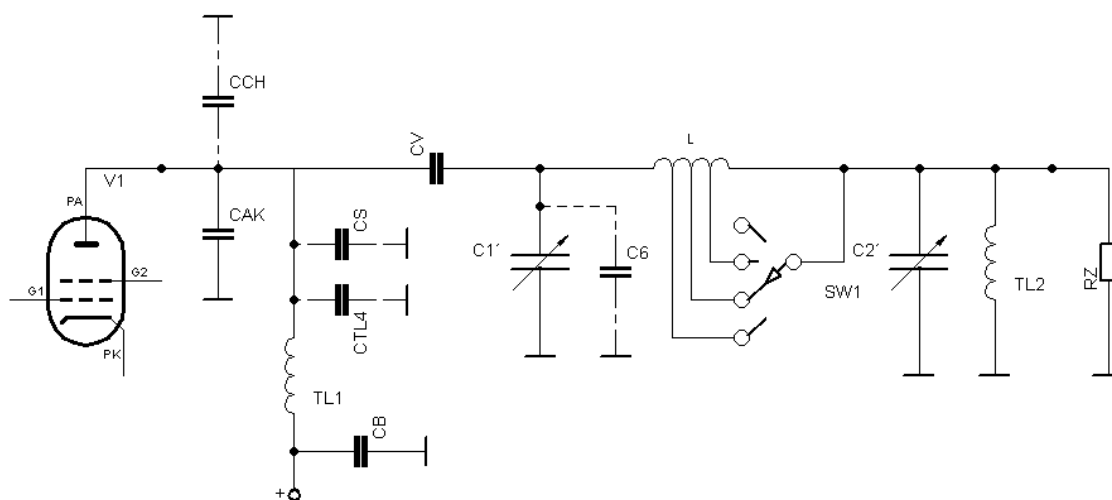 CCH
CV
L
V1
PA
CAK
CS
C1´
C6
C2´
G2
G1
SW1
TL2
RZ
CTL4
PK
TL1
CB
+